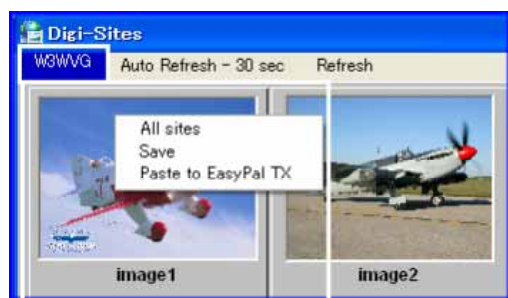 Digi-Sites
W3WVG Auto Refresh - 30 sec Refresh
All sites
Save
Paste to EasyPal TX
image1 image2